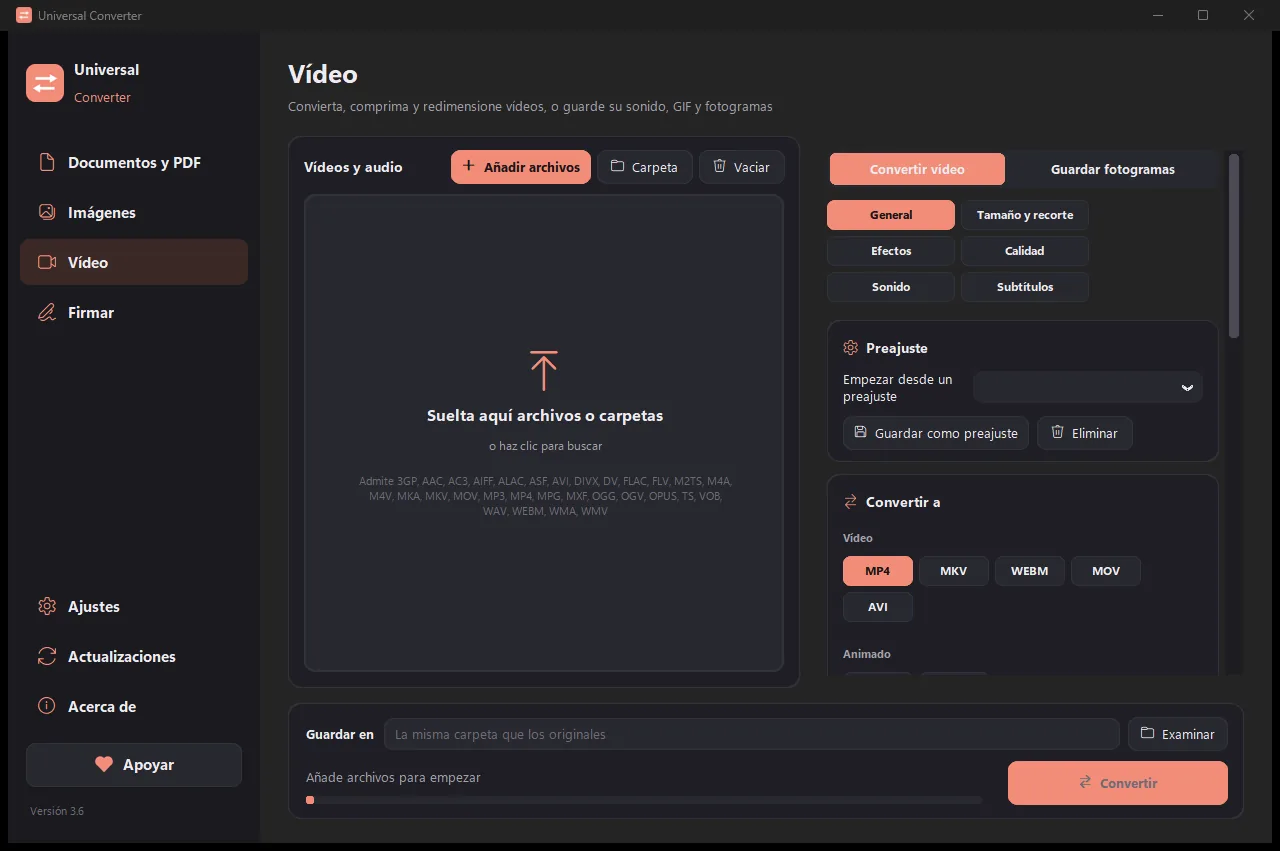 Universal Converter
Universal
Converter
Documentos y PDF
Imágenes
Vídeo
Firmar
Ajustes
Actualizaciones
Acerca de
Apoyar
Versión 3.6
Vídeo
Convierta, comprima y redimensione vídeos, o guarde su sonido, GIF y fotogramas
Vídeos y audio
Añadir archivos
Carpeta
Vaciar
Suelta aquí archivos o carpetas
o haz clic para buscar
Admite 3GP, AAC, AC3, AIFF, ALAC, ASF, AVI, DIVX, DV, FLAC, FLV, M2TS, M4A,
M4V, MKA, MKV, MOV, MP3, MP4, MPG, MXF, OGG, OGV, OPUS, TS, VOB,
WAV, WEBM, WMA, WMV
Convertir vídeo
Guardar fotogramas
General
Tamaño y recorte
Efectos
Calidad
Sonido
Subtítulos
Preajuste
Empezar desde un
preajuste
Guardar como preajuste
Eliminar
Convertir a
Vídeo
MP4
MKV
WEBM
MOV
AVI
Animado
Guardar en
La misma carpeta que los originales
Examinar
Añade archivos para empezar
Convertir